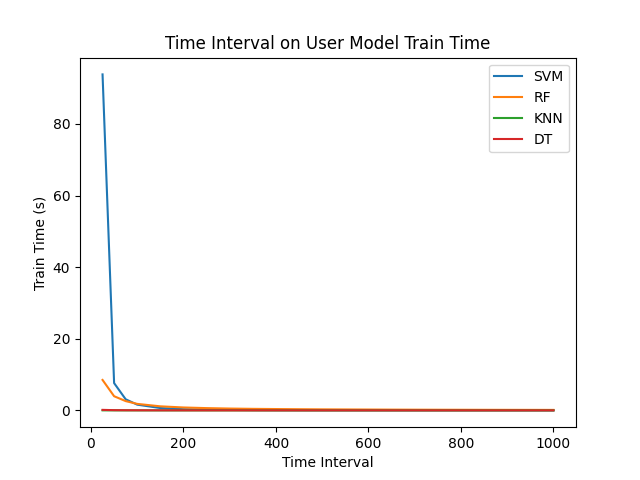 Time Interval on User Model Train Time
SVM
RF
KNN
DT
Train Time (s)
80
60
40
20
0
0 200 400 600 800 1000
Time Interval